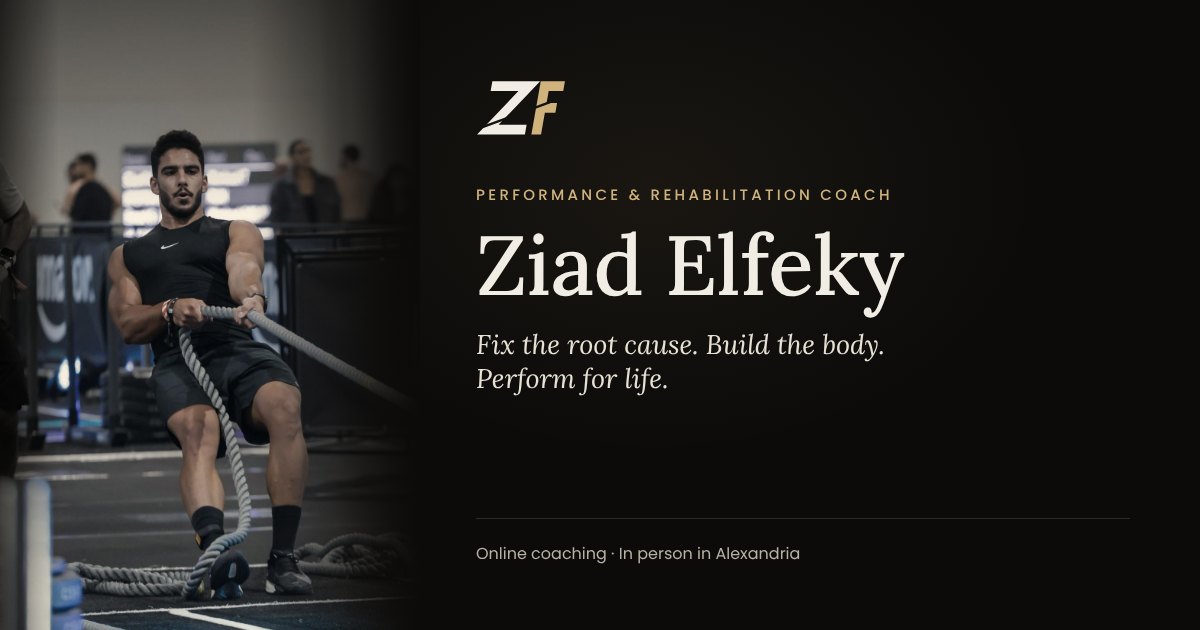 ZF
PERFORMANCE & REHABILITATION COACH
Ziad Elfeky
Fix the root cause. Build the body.
Perform for life.
Online coaching · In person in Alexandria